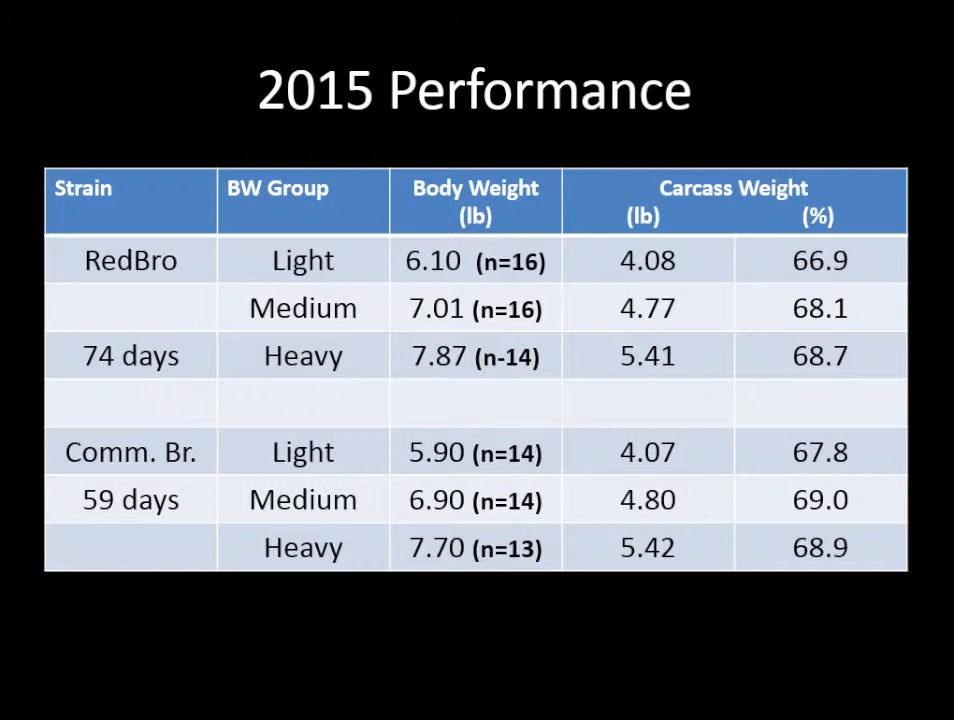 2015 Performance
Strain BW Group Body Weight Carcass Weight
(lb) (lb) (%)
RedBro Light 6.10 (n=16) 4.08 66.9
Medium 7.01 (n=16) 4.77 68.1
74 days Heavy 7.87 (n-14) 5.41 68.7
Comm. Br. Light 5.90 (n=14) 4.07 67.8
59 days Medium 6.90 (n=14) 4.80 69.0
Heavy 7.70 (n=13) 5.42 68.9